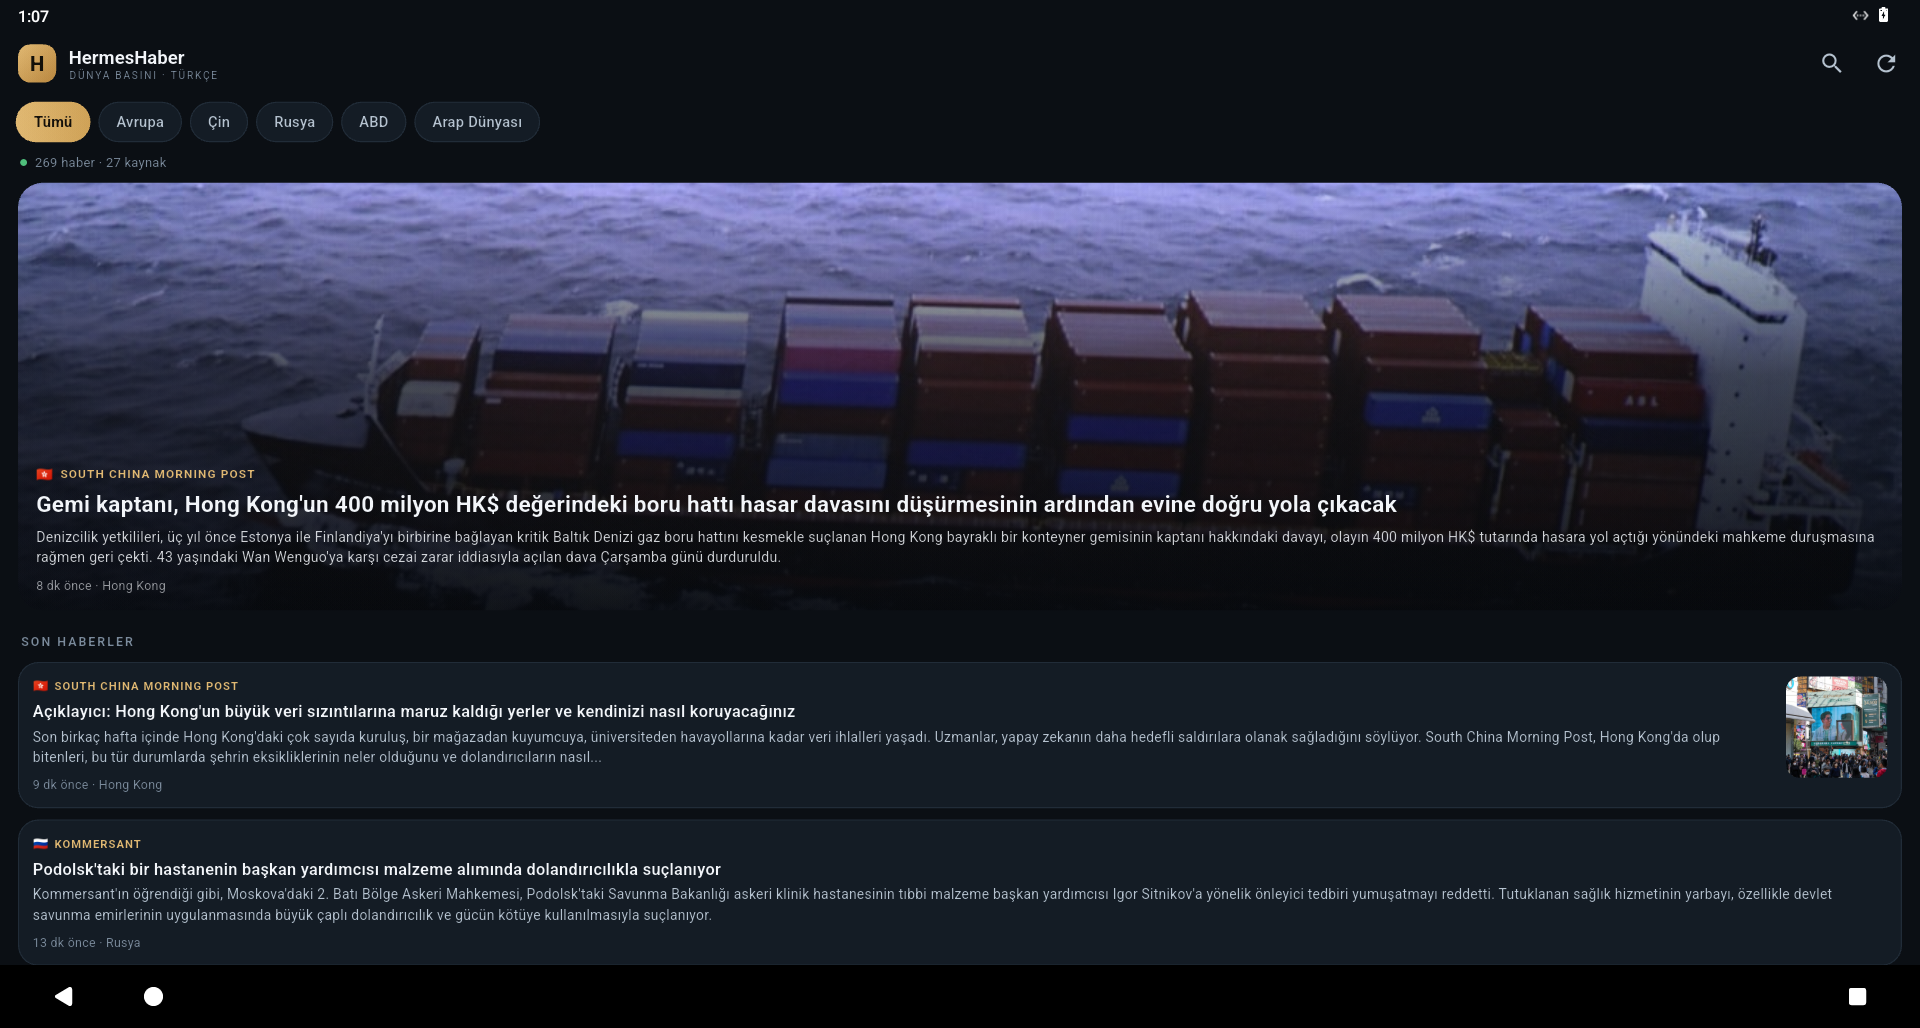 1:07
H
HermesHaber
DÜNYA BASINI · TÜRKÇE
Tümü
Avrupa
Çin
Rusya
ABD
Arap Dünyası
269 haber · 27 kaynak
ASL
SOUTH CHINA MORNING POST
Gemi kaptanı, Hong Kong'un 400 milyon HK$ değerindeki boru hattı hasar davasını düşürmesinin ardından evine doğru yola çıkacak
Denizcilik yetkilileri, üç yıl önce Estonya ile Finlandiya'yı birbirine bağlayan kritik Baltık Denizi gaz boru hattını kesmekle suçlanan Hong Kong bayraklı bir konteyner gemisinin kaptanı hakkındaki davayı, olayın 400 milyon HK$ tutarında hasara yol açtığı yönündeki mahkeme duruşmasına
rağmen geri çekti. 43 yaşındaki Wan Wenguo'ya karşı cezai zarar iddiasıyla açılan dava Çarşamba günü durduruldu.
8 dk önce · Hong Kong
SON HABERLER
SOUTH CHINA MORNING POST
Açıklayıcı: Hong Kong'un büyük veri sızıntılarına maruz kaldığı yerler ve kendinizi nasıl koruyacağınız
Son birkaç hafta içinde Hong Kong'daki çok sayıda kuruluş, bir mağazadan kuyumcuya, üniversiteden havayollarına kadar veri ihlalleri yaşadı. Uzmanlar, yapay zekanın daha hedefli saldırılara olanak sağladığını söylüyor. South China Morning Post, Hong Kong'da olup
bitenleri, bu tür durumlarda şehrin eksikliklerinin neler olduğunu ve dolandırıcıların nasıl...
9 dk önce · Hong Kong
KOMMERSANT
Podolsk'taki bir hastanenin başkan yardımcısı malzeme alımında dolandırıcılıkla suçlanıyor
Kommersant'ın öğrendiği gibi, Moskova'daki 2. Batı Bölge Askeri Mahkemesi, Podolsk'taki Savunma Bakanlığı askeri klinik hastanesinin tıbbi malzeme başkan yardımcısı Igor Sitnikov'a yönelik önleyici tedbiri yumuşatmayı reddetti. Tutuklanan sağlık hizmetinin yarbayı, özellikle devlet
savunma emirlerinin uygulanmasında büyük çaplı dolandırıcılık ve gücün kötüye kullanılmasıyla suçlanıyor.
13 dk önce · Rusya